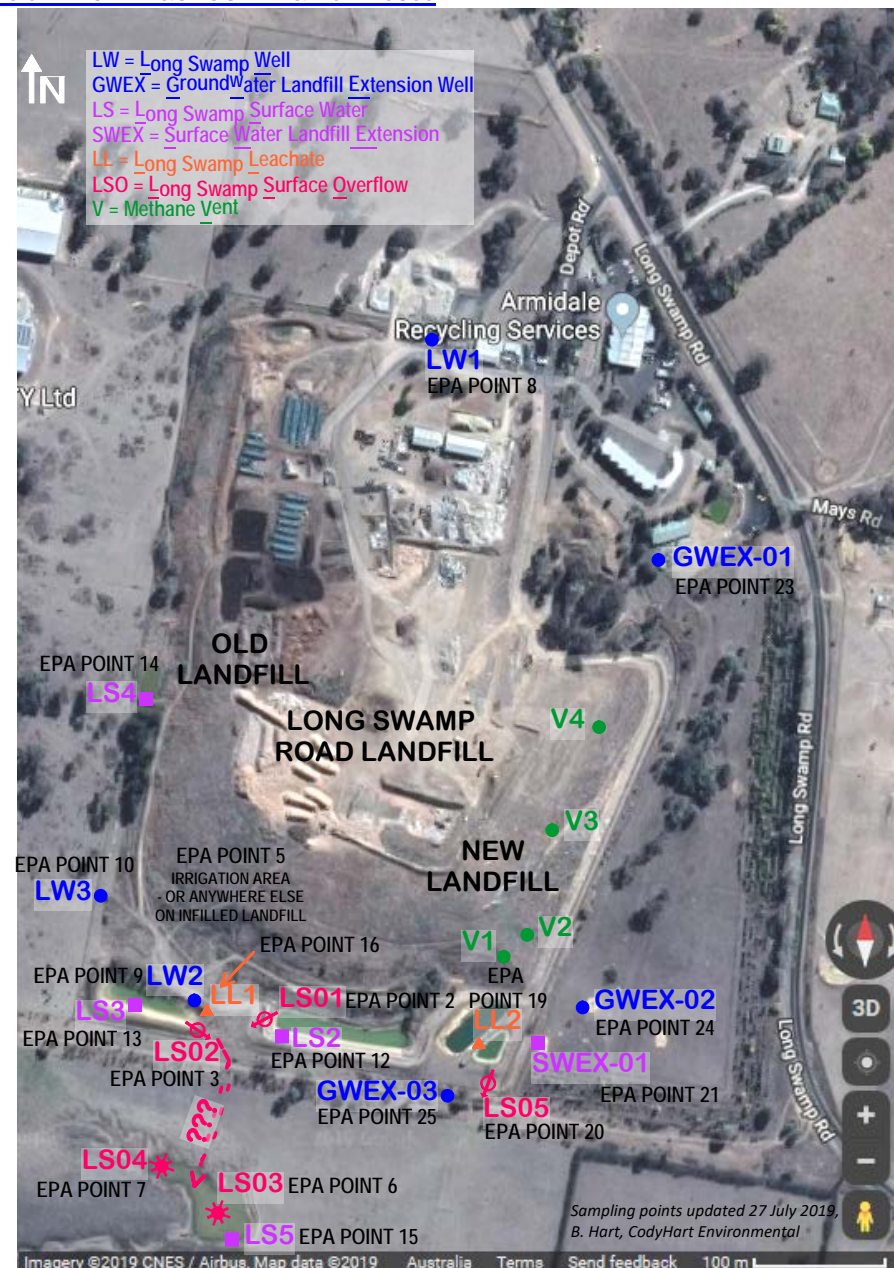 N
LW = Long Swamp Well
GWEX = Groundwater Landfill Extension Well
LS = Long Swamp Surface Water
SWEX = Surface Water Landfill Extension
LL = Long Swamp Leachate
LSO = Long Swamp Surface Overflow
V = Methane Vent
Depot Rd
Long Swamp Rd
Armidale
Recycling Services
LW1
EPA POINT 8
Y Ltd
Mays Rd
GWEX-01
EPA POINT 23
OLD
LANDFILL
EPA POINT 14
LS4
LONG SWAMP
ROAD LANDFILL
V4
Long Swamp Rd
V3
NEW
LANDFILL
EPA POINT 10
LW3
EPA POINT 5
IRRIGATION AREA
- OR ANYWHERE ELSE
ON INFILLED LANDFILL
V1
V2
EPA POINT 16
EPA
POINT 19
EPA POINT 9
LW2
LL1
LS01
EPA POINT 2
LL2
GWEX-02
EPA POINT 24
3D
LS3
EPA POINT 13
LS02
EPA POINT 3
LS2
EPA POINT 12
SWEX-01
EPA POINT 21
Long Swamp Rd
GWEX-03
EPA POINT 25
LS05
EPA POINT 20
???
LS04
EPA POINT 7
LS03
EPA POINT 6
LS5
EPA POINT 15
+
−
Sampling points updated 27 July 2019,
B. Hart, CodyHart Environmental
Imagery ©2019 CNES / Airbus, Map data ©2019 Australia Terms Send feedback 100 m